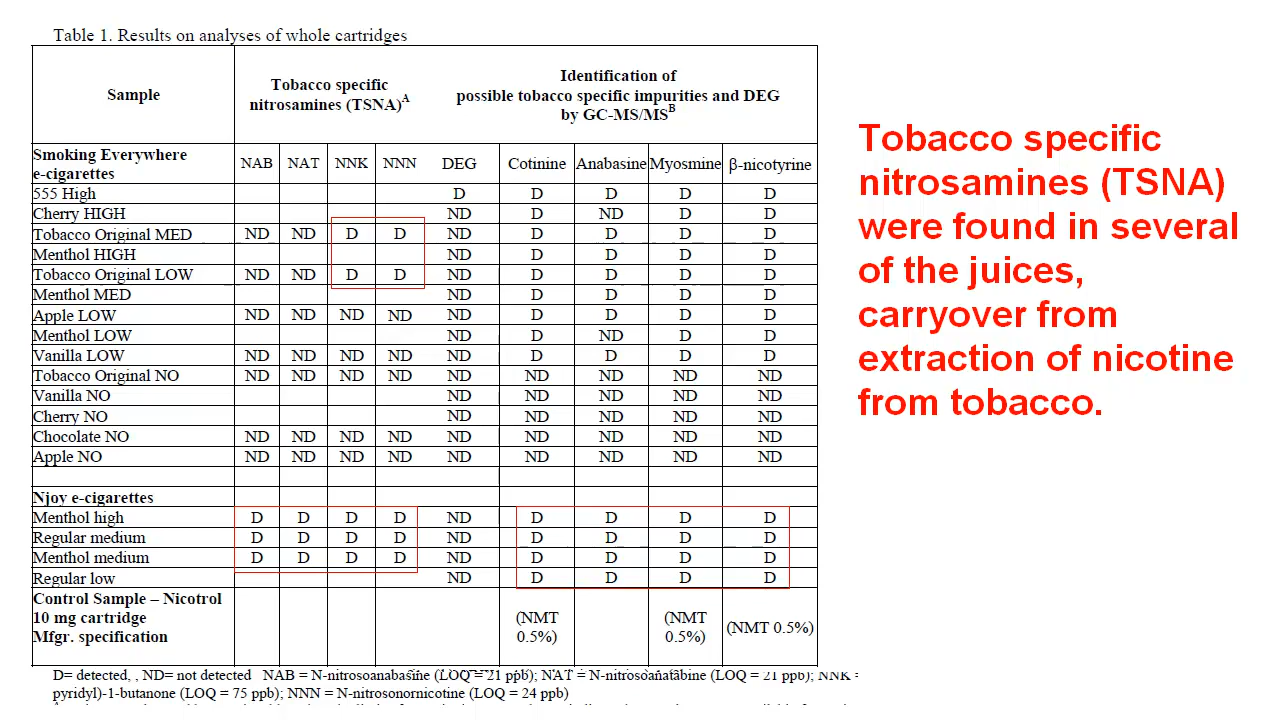 Table 1. Results on analyses of whole cartridges
Sample
Tobacco specific
nitrosamines (TSNA)A
Identification of
possible tobacco specific impurities and DEG
by GC-MS/MSB
Smoking Everywhere
e-cigarettes
NAB NAT NNK NNN DEG Cotinine Anabasine Myosmine β-nicotyrine
555 High D D D D D
Cherry HIGH ND D ND D D
Tobacco Original MED ND ND D D ND D D D D
Menthol HIGH ND D D D D
Tobacco Original LOW ND ND D D ND D D D D
Menthol MED ND D D D D
Apple LOW ND ND ND ND ND D D D D
Menthol LOW ND D ND D D
Vanilla LOW ND ND ND ND ND D D D D
Tobacco Original NO ND ND ND ND ND ND ND ND ND
Vanilla NO ND ND ND ND ND
Cherry NO ND ND ND ND ND
Chocolate NO ND ND ND ND ND ND ND ND ND
Apple NO ND ND ND ND ND ND ND ND ND
Njoy e-cigarettes
Menthol high D D D D ND D D D D
Regular medium D D D D ND D D D D
Menthol medium D D D D ND D D D D
Regular low ND D D D D
Control Sample – Nicotrol
10 mg cartridge
Mfgr. specification
(NMT
0.5%)
(NMT
0.5%)
(NMT 0.5%)
D= detected, , ND= not detected NAB = N-nitrosoanabasine (LOQ = 21 ppb); NAT = N-nitrosoanatabine (LOQ = 21 ppb); NNK =
pyridyl)-1-butanone (LOQ = 75 ppb); NNN = N-nitrosonornicotine (LOQ = 24 ppb)
Tobacco specific
nitrosamines (TSNA)
were found in several
of the juices,
carryover from
extraction of nicotine
from tobacco.